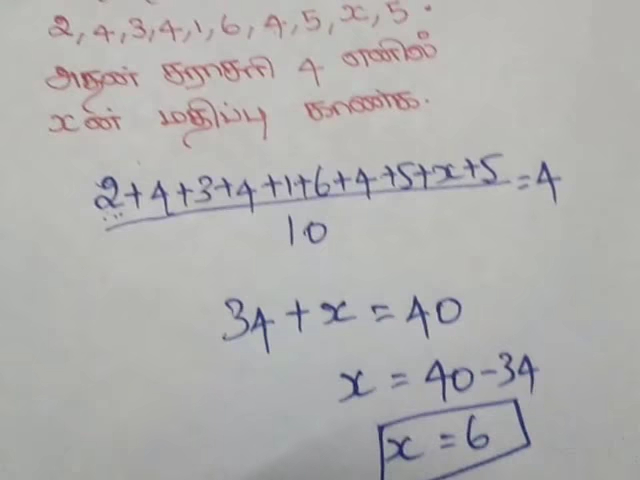 2, 4, 3, 4, 1, 6, 4, 5, x, 5.
அதன் சராசரி 4 எனில்
xன் மதிப்பு காண்க.
2+4+3+4+1+6+4+5+x+5 = 4
10
34 + x = 40
x = 40 - 34
x = 6